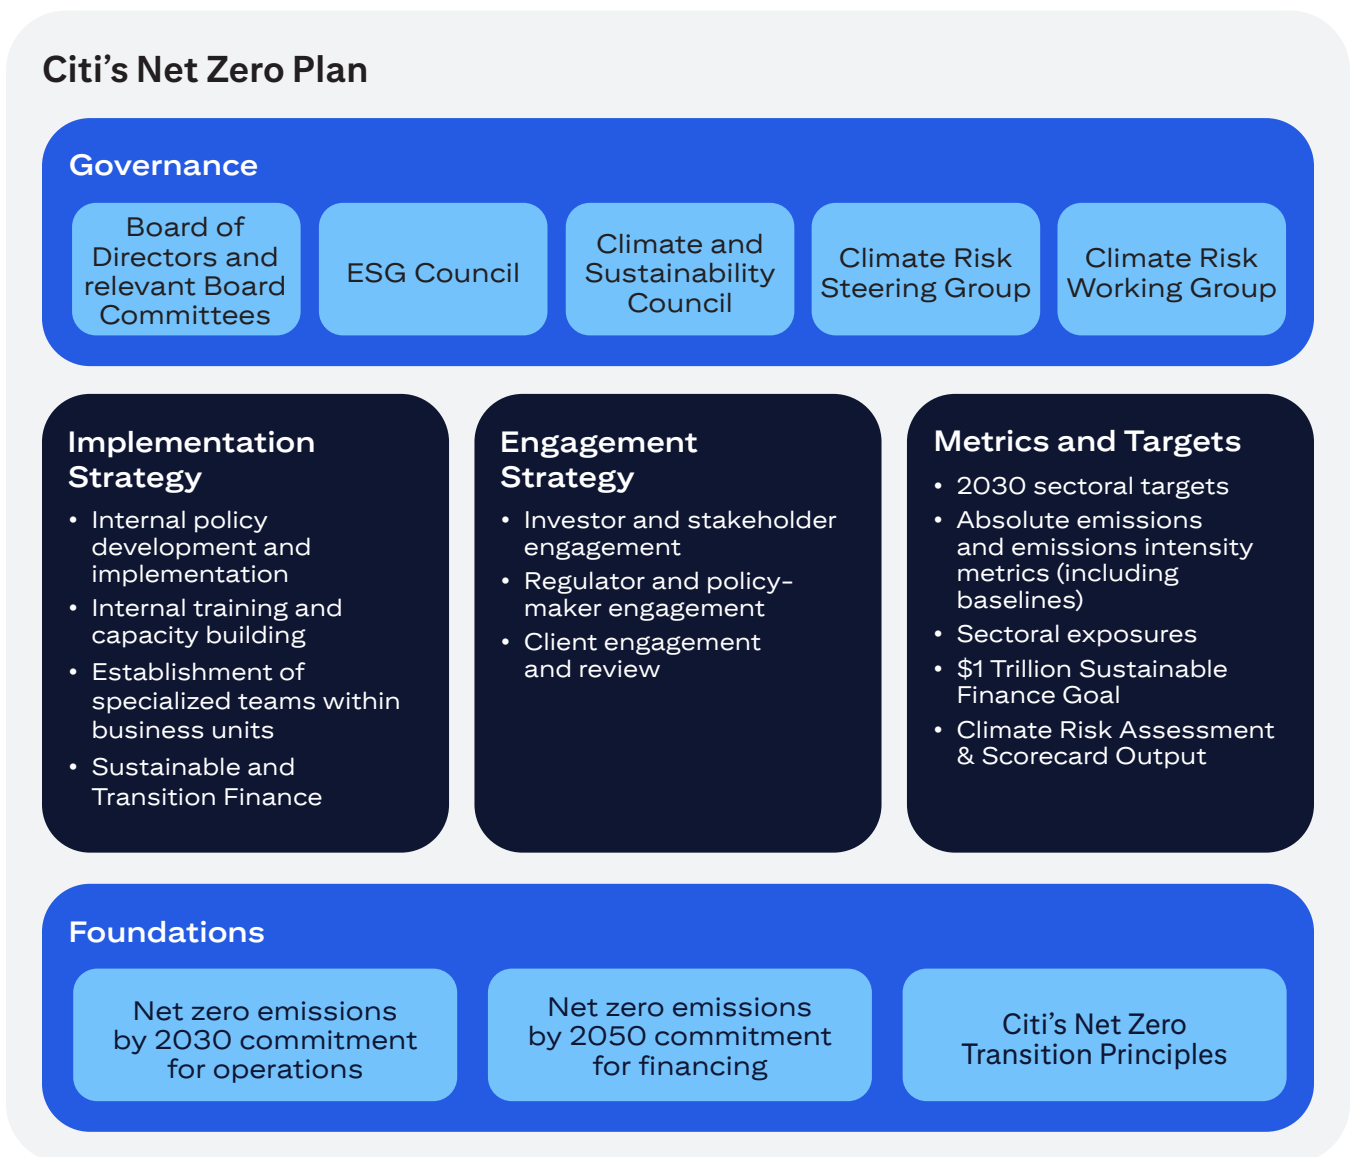 Citi’s Net Zero Plan
Governance
Board of
Directors and
relevant Board
Committees
ESG Council
Climate and
Sustainability
Council
Climate Risk
Steering Group
Climate Risk
Working Group
Implementation
Strategy
• Internal policy
development and
implementation
• Internal training and
capacity building
• Establishment of
specialized teams within
business units
• Sustainable and
Transition Finance
Engagement
Strategy
• Investor and stakeholder
engagement
• Regulator and policy-
maker engagement
• Client engagement
and review
Metrics and Targets
• 2030 sectoral targets
• Absolute emissions
and emissions intensity
metrics (including
baselines)
• Sectoral exposures
• $1 Trillion Sustainable
Finance Goal
• Climate Risk Assessment
& Scorecard Output
Foundations
Net zero emissions
by 2030 commitment
for operations
Net zero emissions
by 2050 commitment
for financing
Citi’s Net Zero
Transition Principles